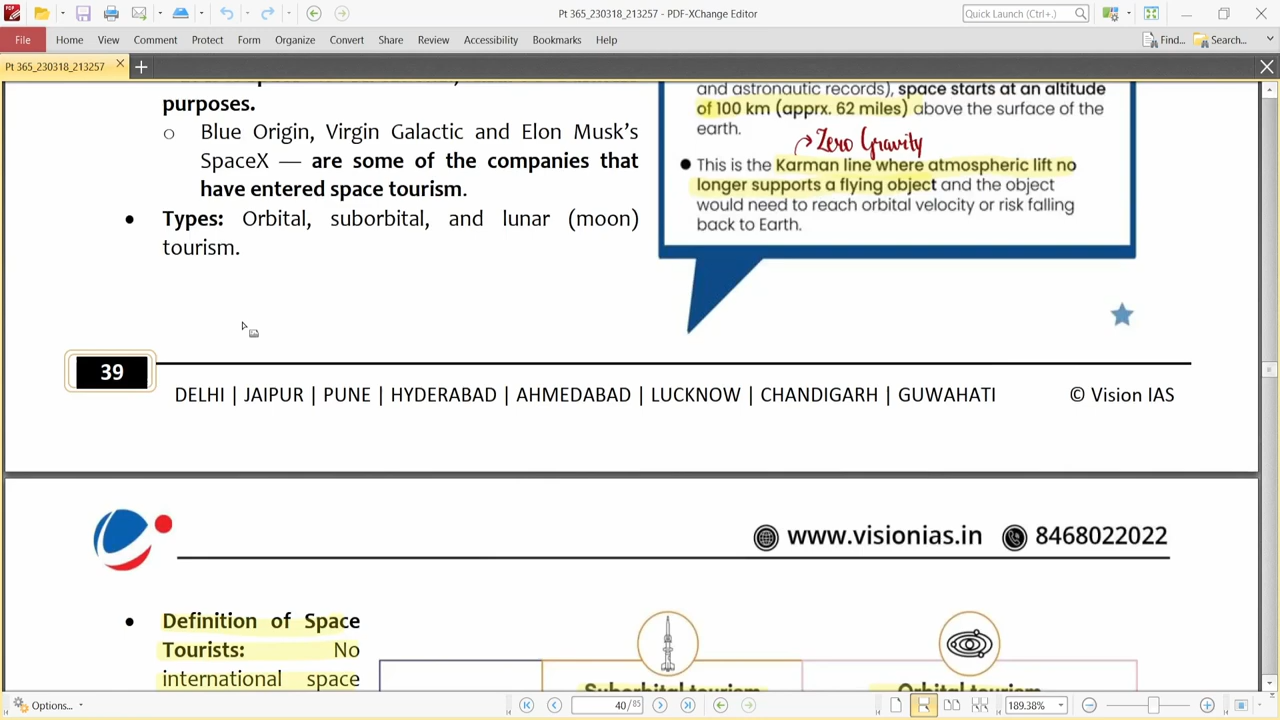 Pt 365_230318_213257 - PDF-XChange Editor
Quick Launch (Ctrl+.)
File Home View Comment Protect Form Organize Convert Share Review Accessibility Bookmarks Help
Find... Search...
Pt 365_230318_213257
purposes.
o Blue Origin, Virgin Galactic and Elon Musk’s
SpaceX — are some of the companies that
have entered space tourism.
• Types: Orbital, suborbital, and lunar (moon)
tourism.
and astronautic records), space starts at an altitude
of 100 km (apprx. 62 miles) above the surface of the
earth.
Zero Gravity
● This is the Karman line where atmospheric lift no
longer supports a flying object and the object
would need to reach orbital velocity or risk falling
back to Earth.
39
DELHI | JAIPUR | PUNE | HYDERABAD | AHMEDABAD | LUCKNOW | CHANDIGARH | GUWAHATI © Vision IAS
www.visionias.in 8468022022
• Definition of Space
Tourists: No
international space
Suborbital tourism Orbital tourism
Options... 40 / 85 189.38%